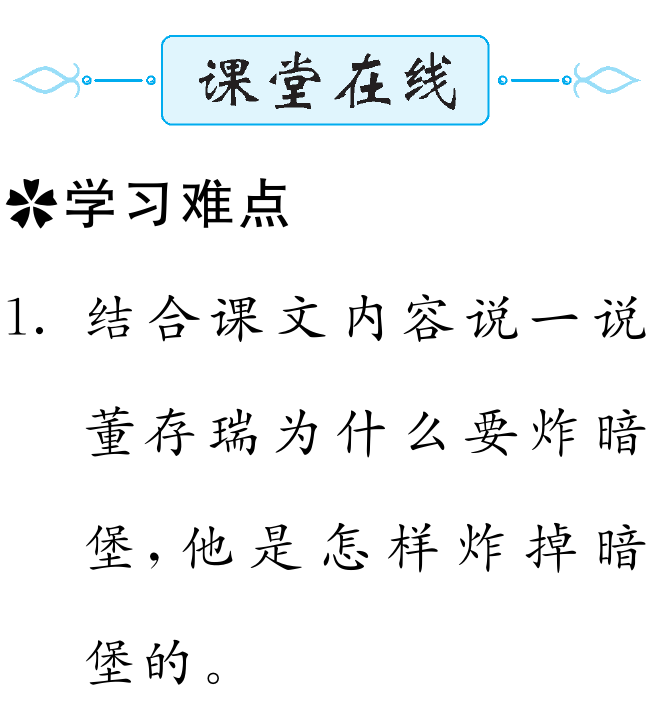 课堂在线
学习难点
1. 结合课文内容说一说
董存瑞为什么要炸暗
堡，他是怎样炸掉暗
堡的。